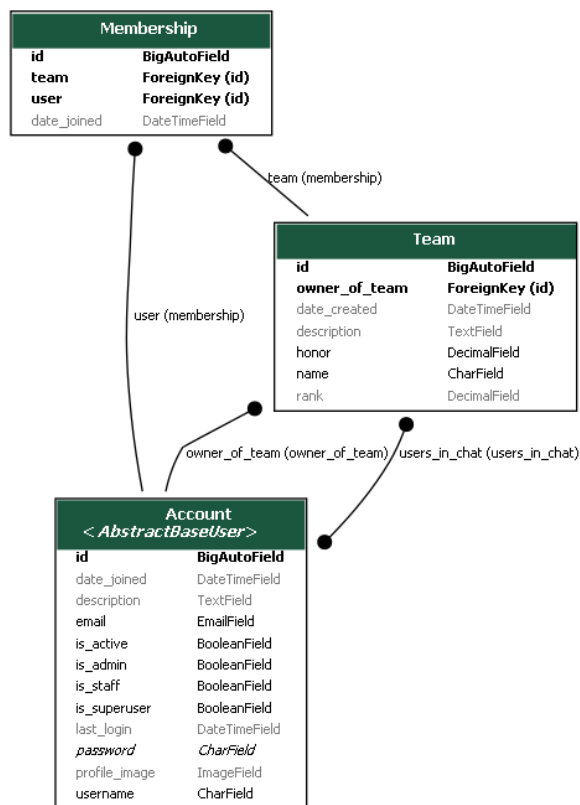 Membership
id BigAutoField
team ForeignKey (id)
user ForeignKey (id)
date_joined DateTimeField
team (membership)
Team
id BigAutoField
owner_of_team ForeignKey (id)
date_created DateTimeField
description TextField
honor DecimalField
name CharField
rank DecimalField
user (membership)
owner_of_team (owner_of_team)
users_in_chat (users_in_chat)
Account
<AbstractBaseUser>
id BigAutoField
date_joined DateTimeField
description TextField
email EmailField
is_active BooleanField
is_admin BooleanField
is_staff BooleanField
is_superuser BooleanField
last_login DateTimeField
password CharField
profile_image ImageField
username CharField